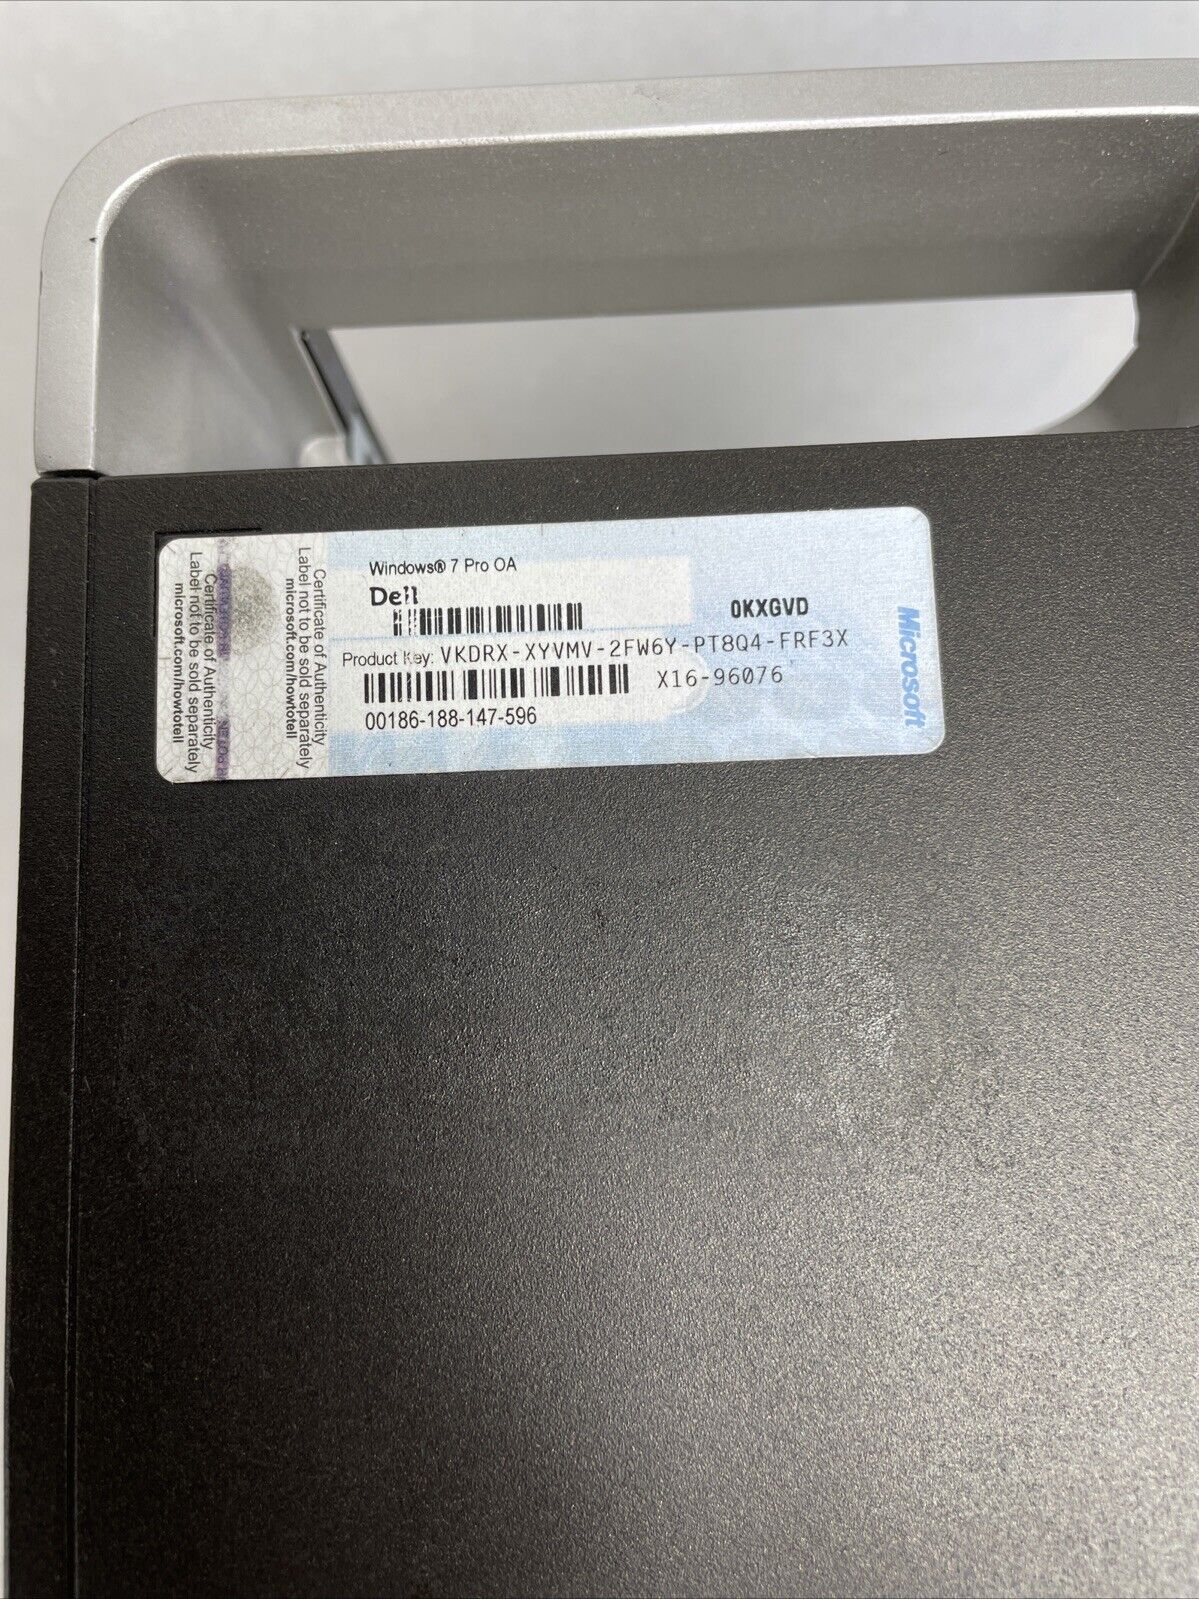 Certificate of Authenticity
Label not to be sold separately
microsoft.com/howtotell
Certificate of Authenticity
Label not to be sold separately
microsoft.com/howtotell
Windows® 7 Pro OA
Dell
0KXGVD
Product Key: VKDRX-XYVMV-2FW6Y-PT8Q4-FRF3X
X16-96076
00186-188-147-596
Microsoft